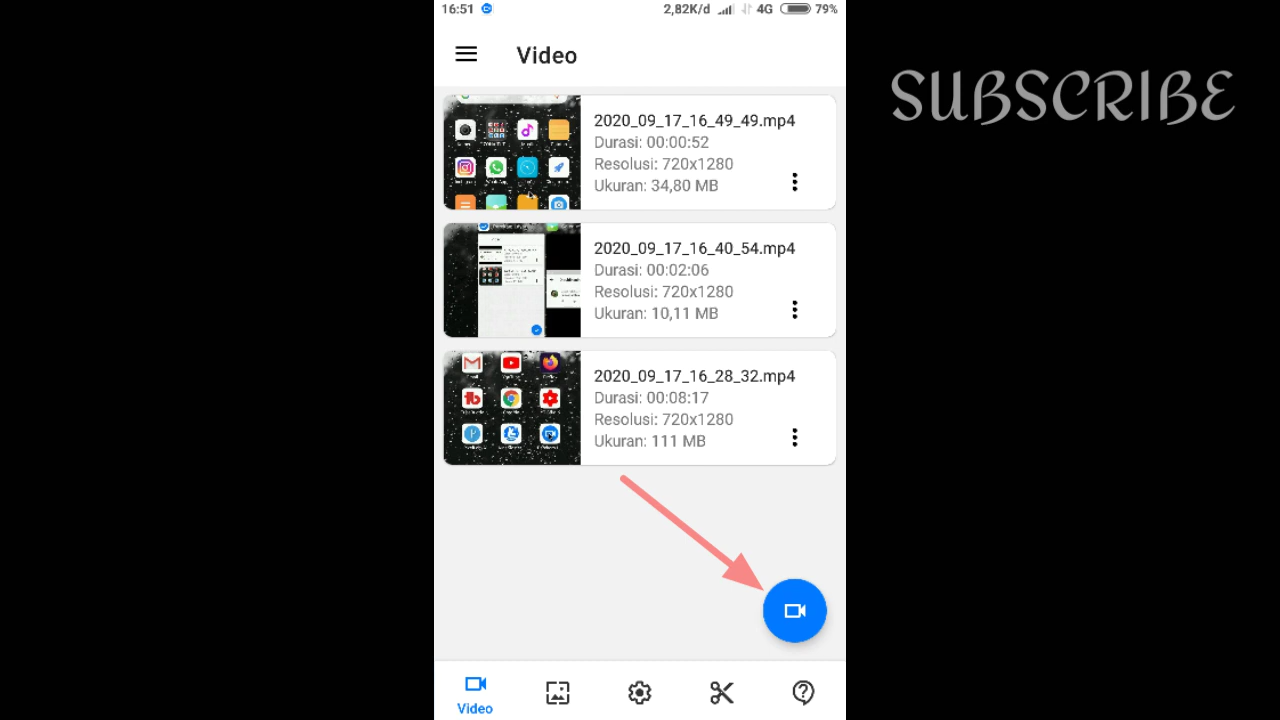 16:51 2,82K/d 4G 79%
Video
SUBSCRIBE
2020_09_17_16_49_49.mp4
Durasi: 00:00:52
Resolusi: 720x1280
Ukuran: 34,80 MB
2020_09_17_16_40_54.mp4
Durasi: 00:02:06
Resolusi: 720x1280
Ukuran: 10,11 MB
2020_09_17_16_28_32.mp4
Durasi: 00:08:17
Resolusi: 720x1280
Ukuran: 111 MB
Video